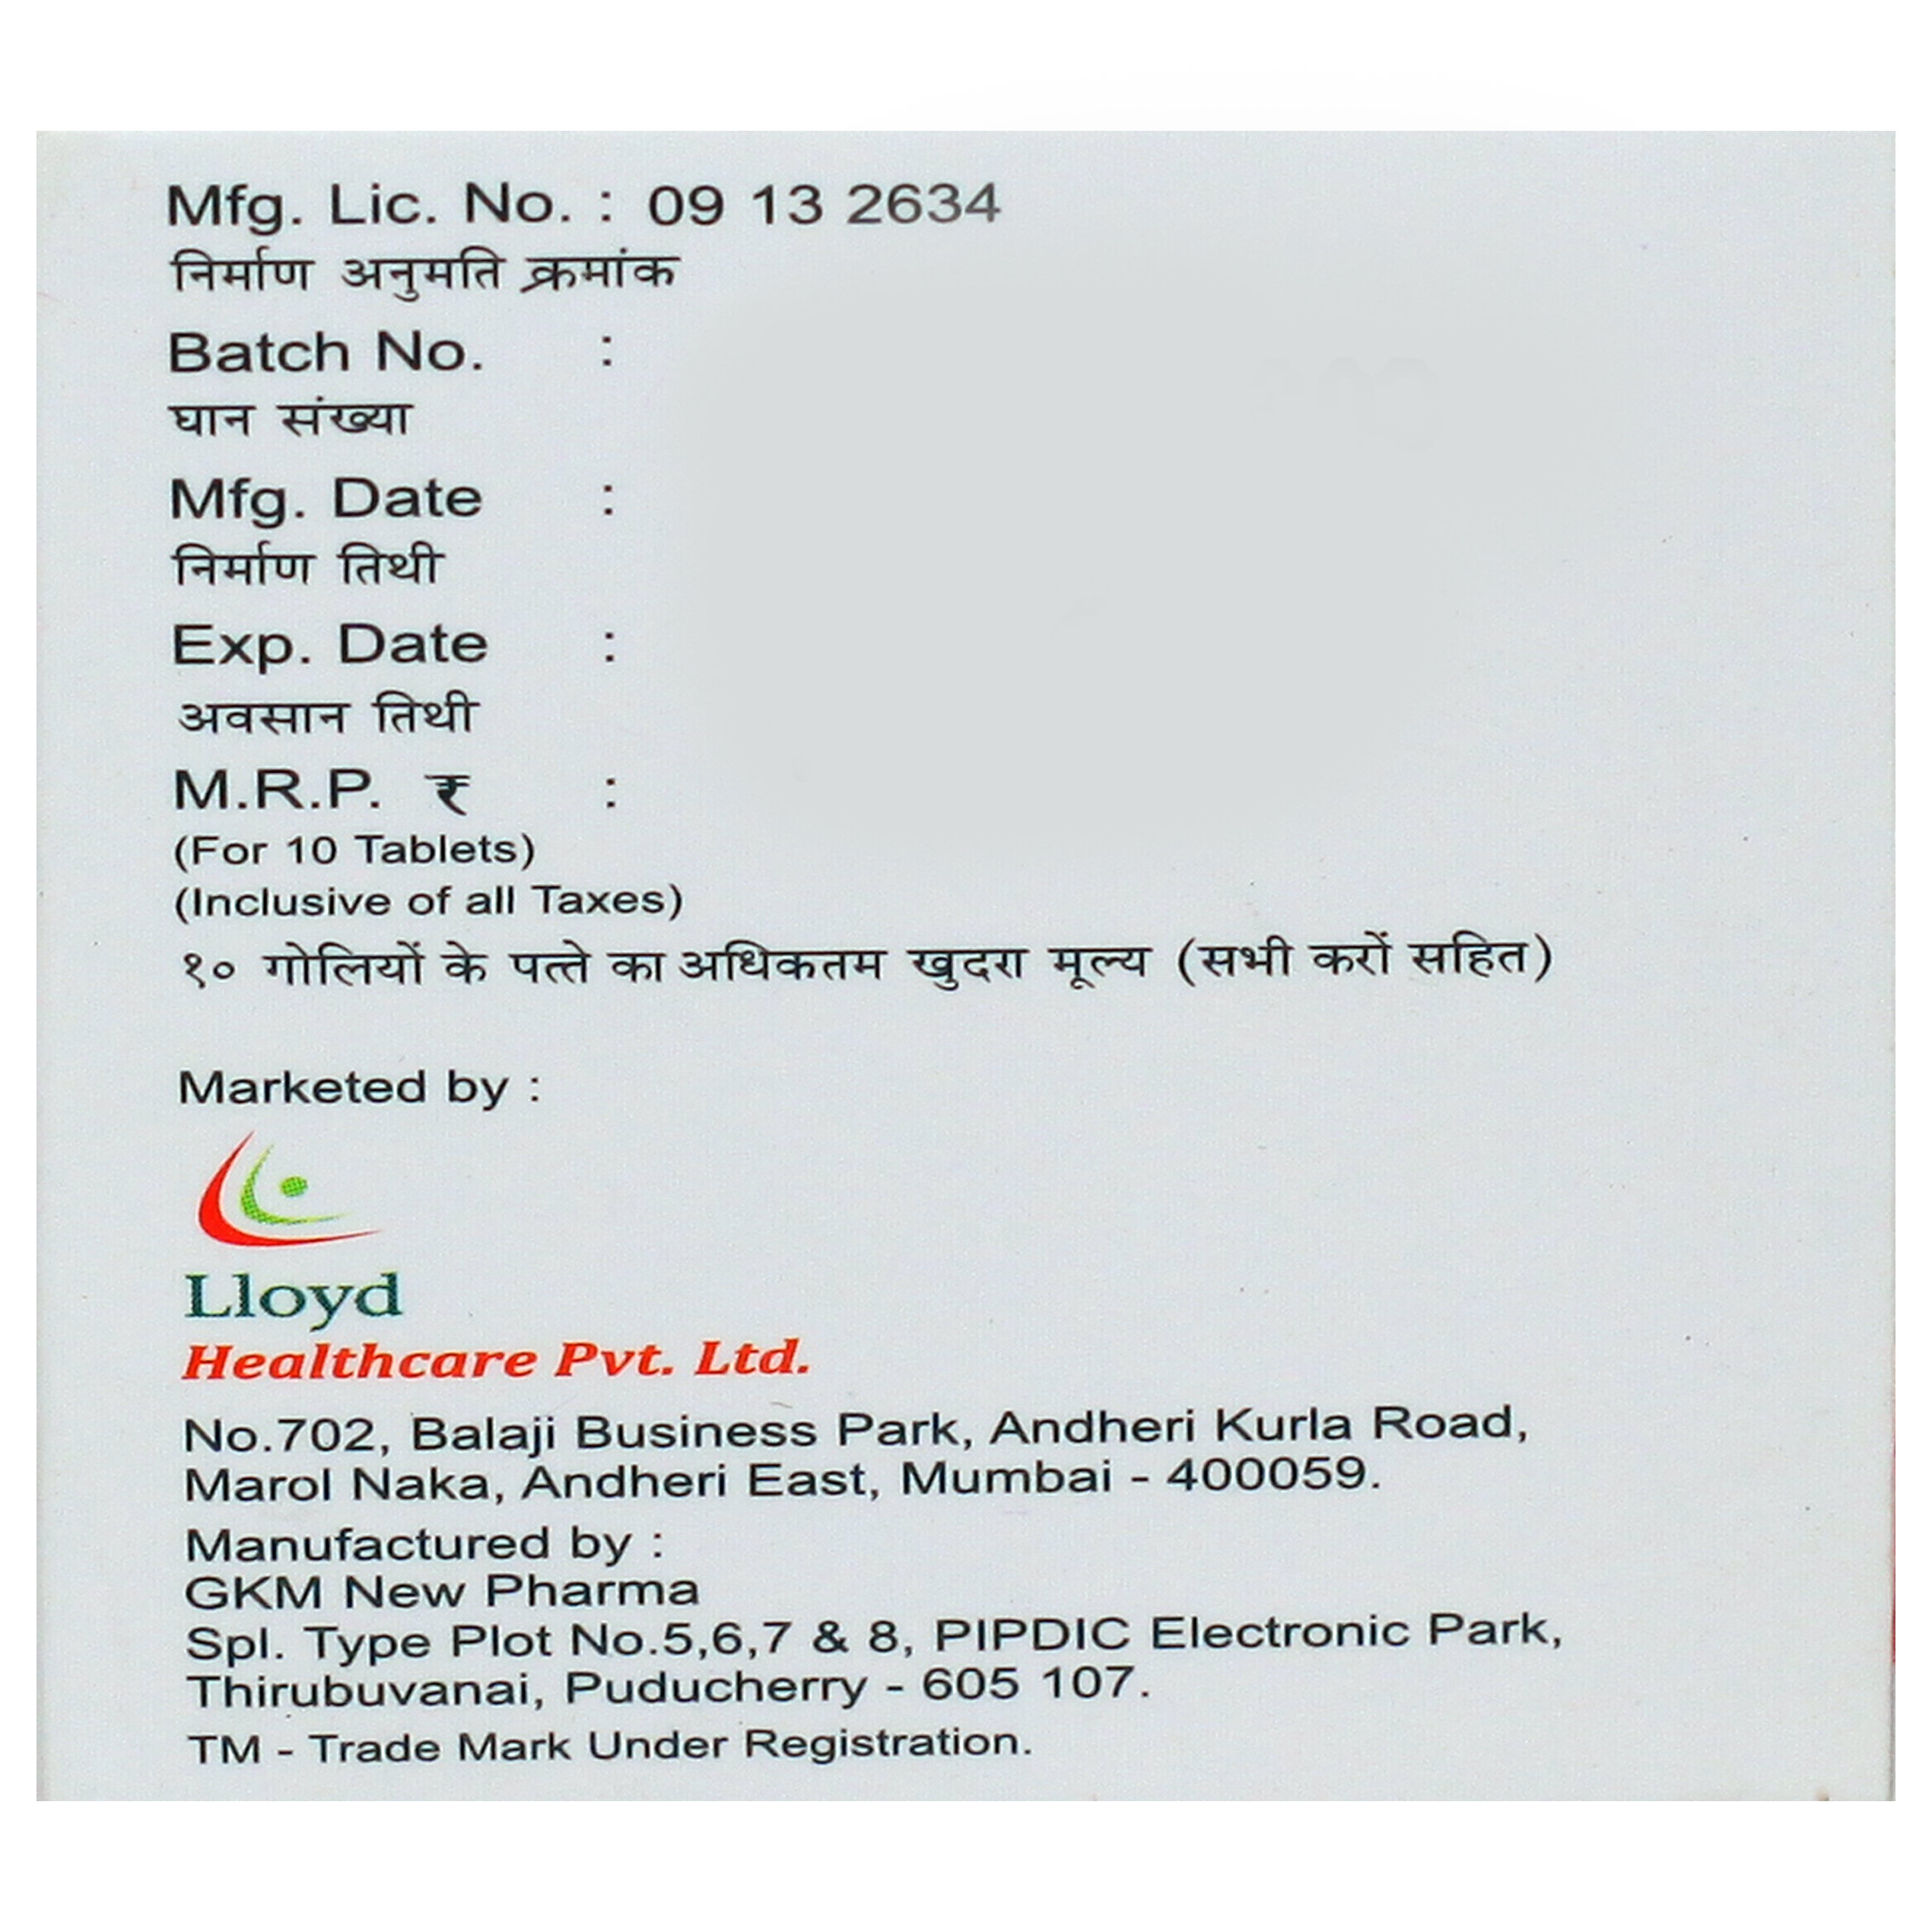 Mfg. Lic. No. : 09 13 2634
निर्माण अनुमति क्रमांक
Batch No. :
घान संख्या
Mfg. Date :
निर्माण तिथी
Exp. Date :
अवसान तिथी
M.R.P. ₹ :
(For 10 Tablets)
(Inclusive of all Taxes)
१० गोलियों के पत्ते का अधिकतम खुदरा मूल्य (सभी करों सहित)
Marketed by :
Lloyd
Healthcare Pvt. Ltd.
No.702, Balaji Business Park, Andheri Kurla Road,
Marol Naka, Andheri East, Mumbai - 400059.
Manufactured by :
GKM New Pharma
Spl. Type Plot No.5,6,7 & 8, PIPDIC Electronic Park,
Thirubuvanai, Puducherry - 605 107.
TM - Trade Mark Under Registration.